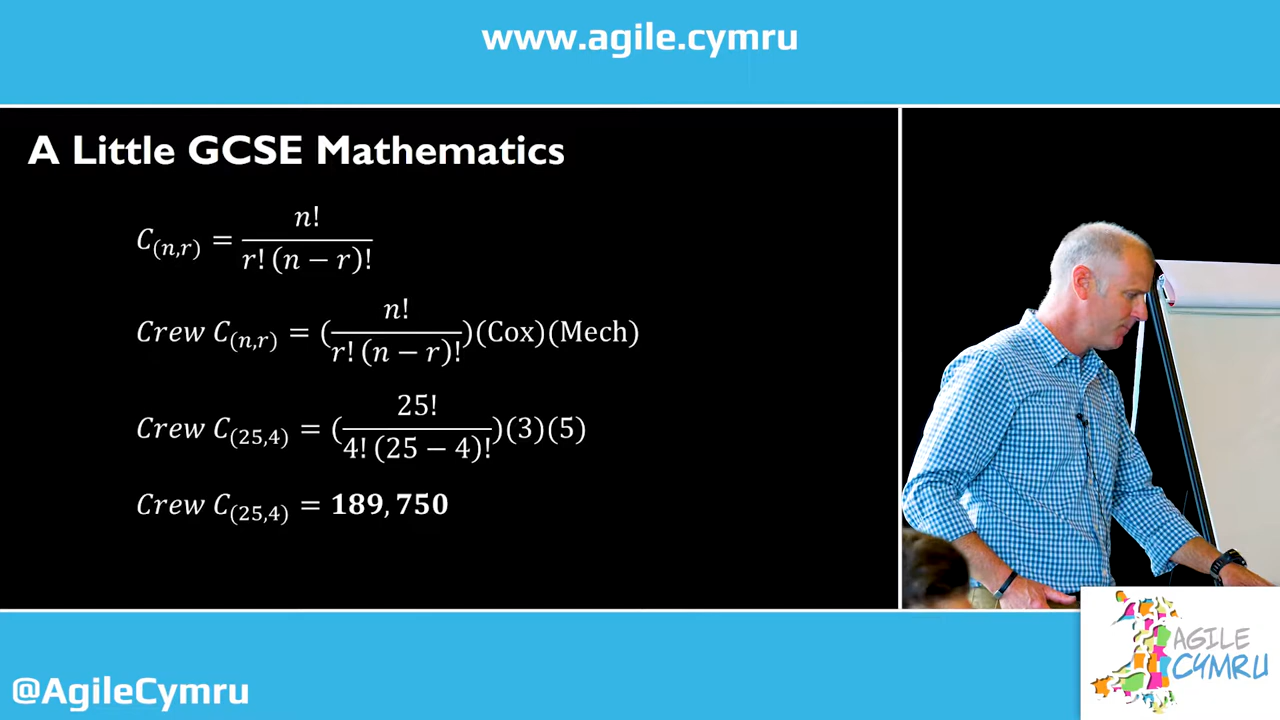 www.agile.cymru
A Little GCSE Mathematics
C(n,r) = n! / r! (n − r)!
Crew C(n,r) = ( n! / r! (n − r)! )(Cox)(Mech)
Crew C(25,4) = ( 25! / 4! (25 − 4)! )(3)(5)
Crew C(25,4) = 189,750
@AgileCymru
AGILE
CYMRU